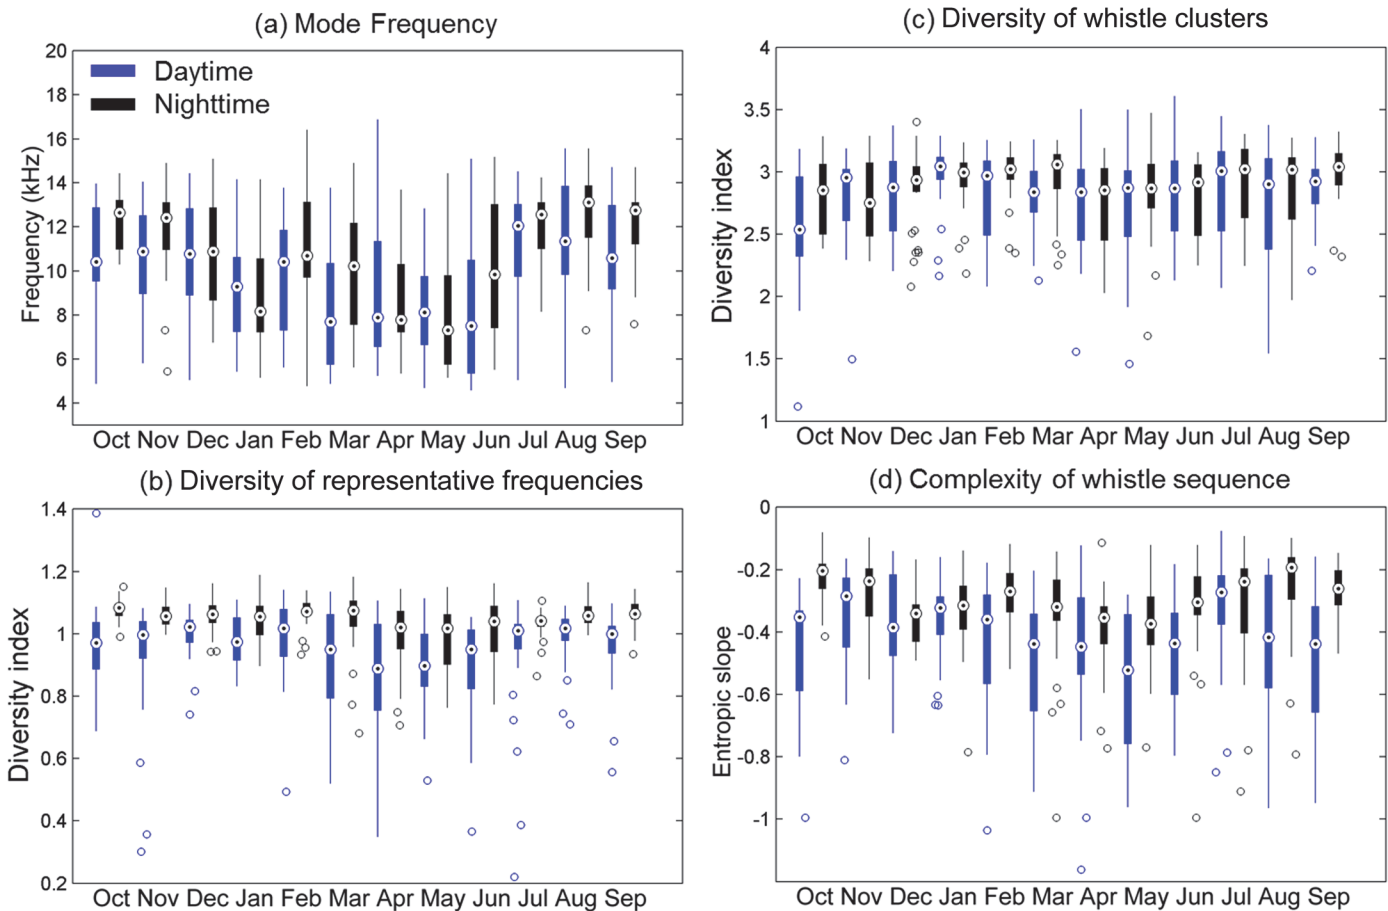 (a) Mode Frequency
20
18
16
14
12
10
8
6
4
Frequency (kHz)
Daytime
Nighttime
Oct Nov Dec Jan Feb Mar Apr May Jun Jul Aug Sep
(c) Diversity of whistle clusters
4
3.5
3
2.5
2
1.5
1
Diversity index
Oct Nov Dec Jan Feb Mar Apr May Jun Jul Aug Sep
(b) Diversity of representative frequencies
1.4
1.2
1
0.8
0.6
0.4
0.2
Diversity index
Oct Nov Dec Jan Feb Mar Apr May Jun Jul Aug Sep
(d) Complexity of whistle sequence
0
-0.2
-0.4
-0.6
-0.8
-1
Entropic slope
Oct Nov Dec Jan Feb Mar Apr May Jun Jul Aug Sep